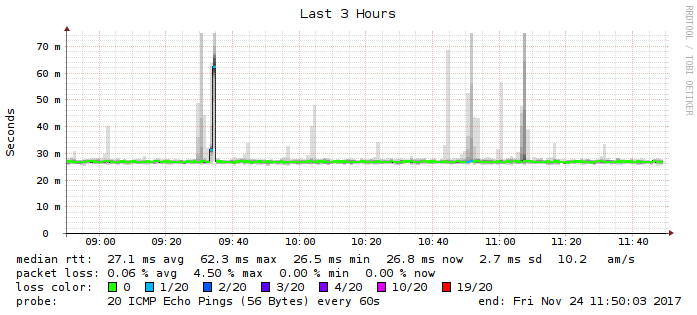 Last 3 Hours
RRDTOOL / TOBI OETIKER
Seconds
70 m
60 m
50 m
40 m
30 m
20 m
10 m
0
09:00 09:20 09:40 10:00 10:20 10:40 11:00 11:20 11:40
median rtt: 27.1 ms avg 62.3 ms max 26.5 ms min 26.8 ms now 2.7 ms sd 10.2 am/s
packet loss: 0.06 % avg 4.50 % max 0.00 % min 0.00 % now
loss color: 0 1/20 2/20 3/20 4/20 10/20 19/20
probe: 20 ICMP Echo Pings (56 Bytes) every 60s end: Fri Nov 24 11:50:03 2017